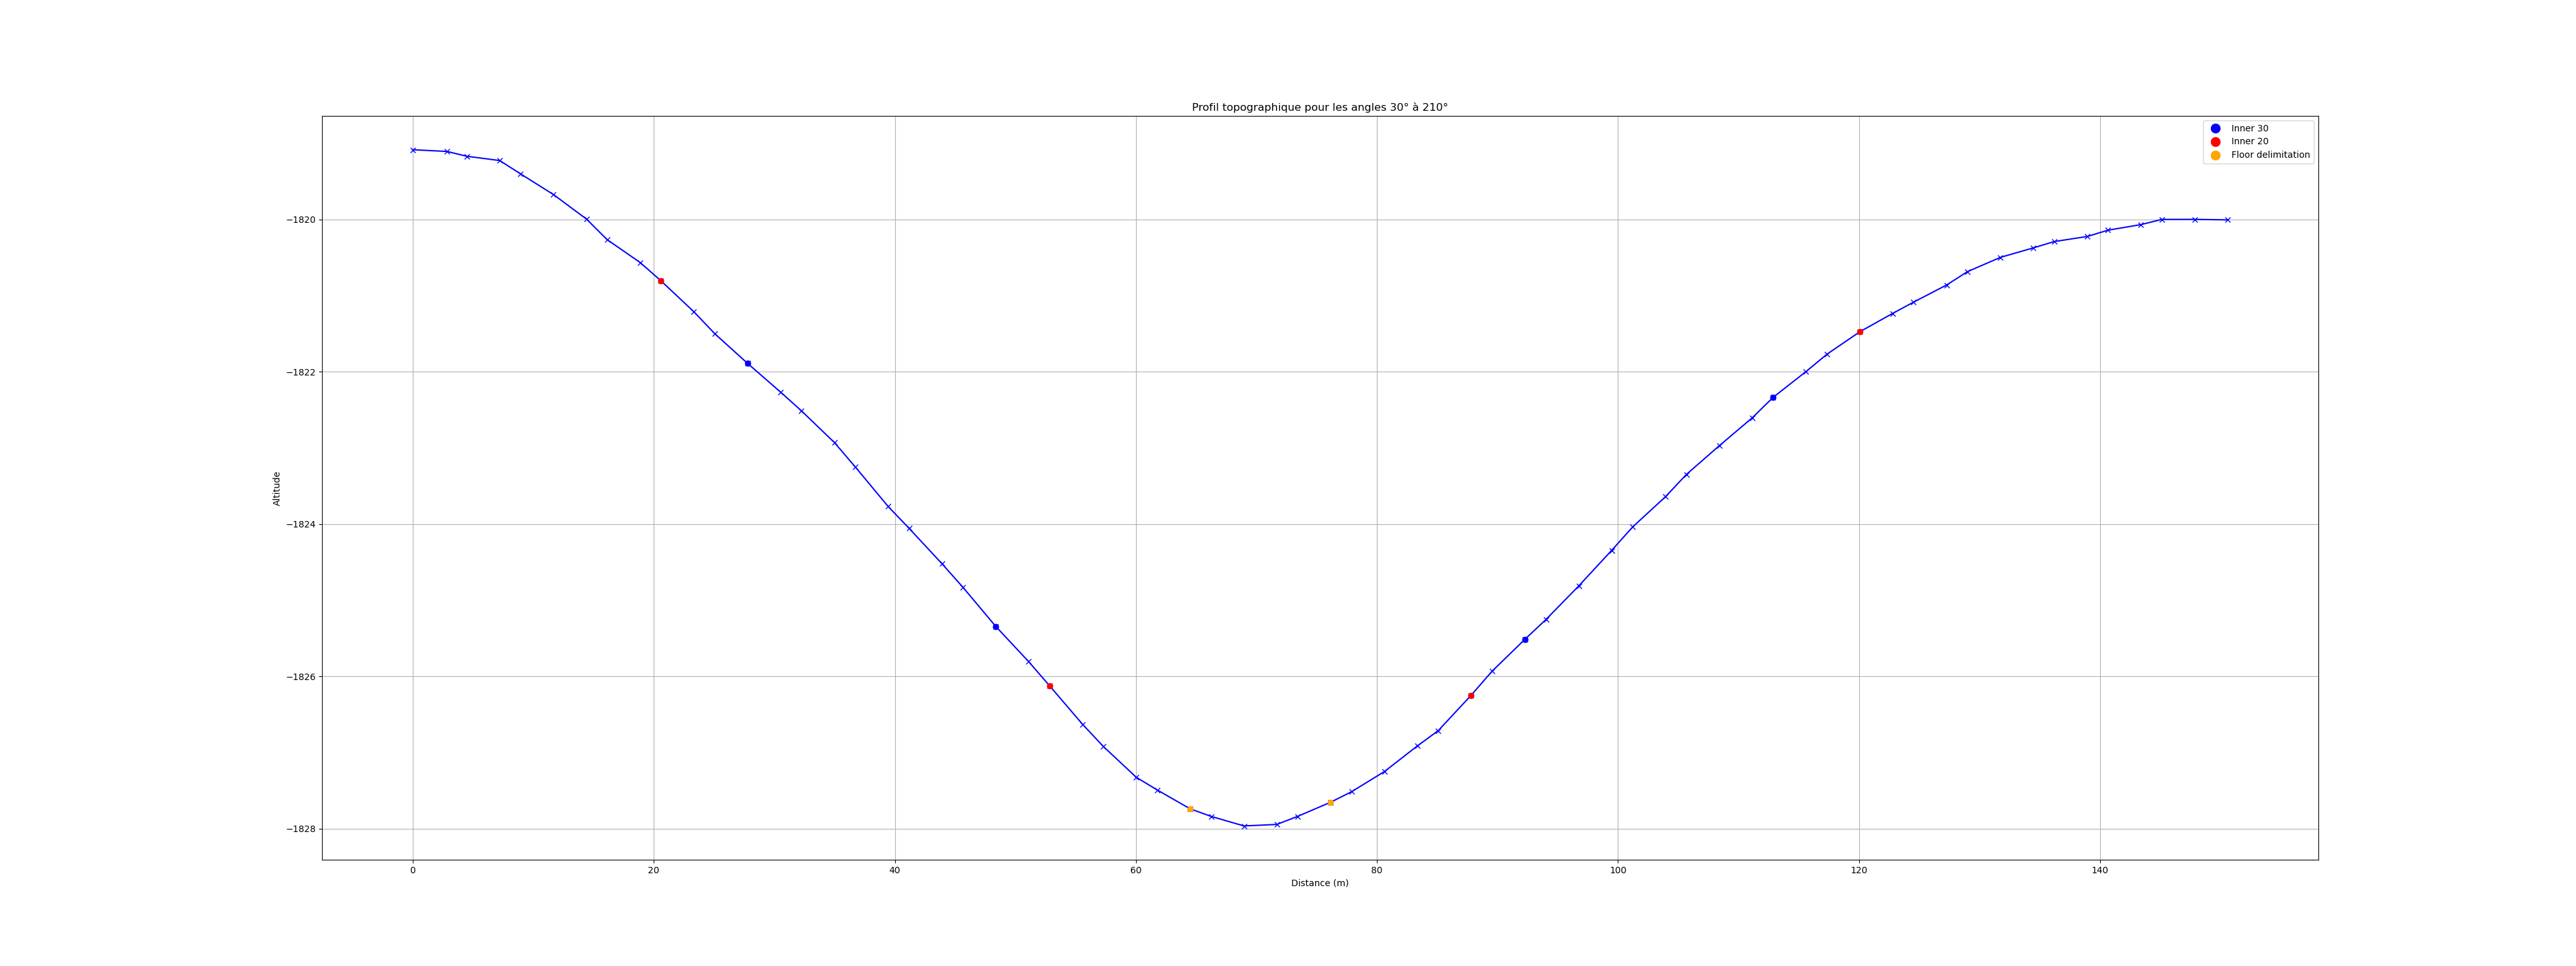 Profil topographique pour les angles 30° à 210°
Inner 30
Inner 20
Floor delimitation
Altitude
−1820
−1822
−1824
−1826
−1828
0 20 40 60 80 100 120 140
Distance (m)